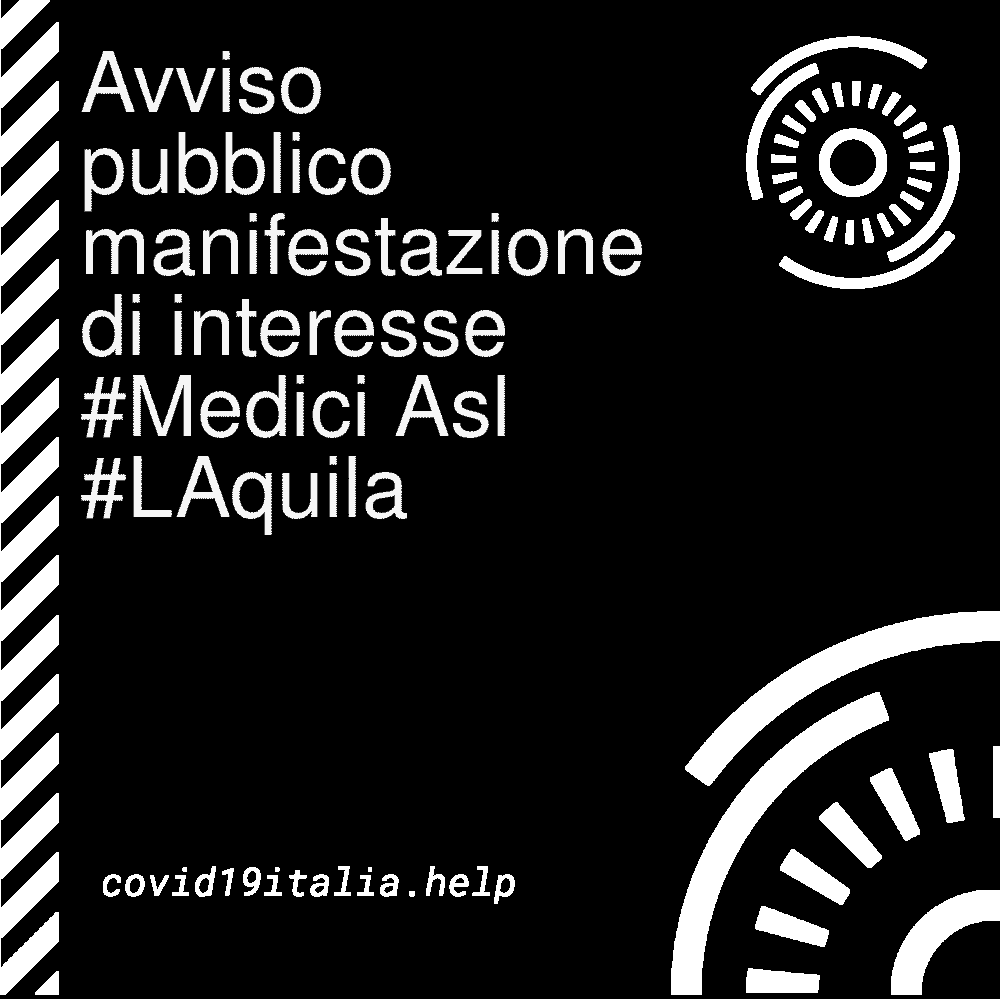 Avviso
pubblico
manifestazione
di interesse
#Medici Asl
#LAquila
covid19italia.help